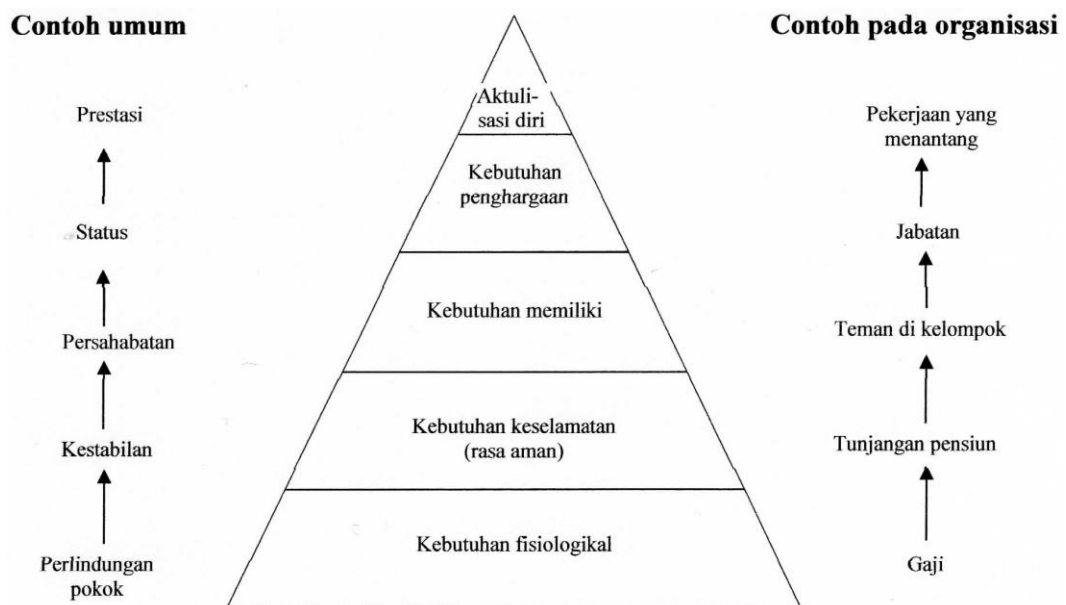 Contoh umum
Contoh pada organisasi
Aktuli-
sasi diri
Prestasi
Pekerjaan yang
menantang
Kebutuhan
penghargaan
Status
Jabatan
Kebutuhan memiliki
Persahabatan
Teman di kelompok
Kebutuhan keselamatan
(rasa aman)
Kestabilan
Tunjangan pensiun
Kebutuhan fisiologikal
Perlindungan
pokok
Gaji